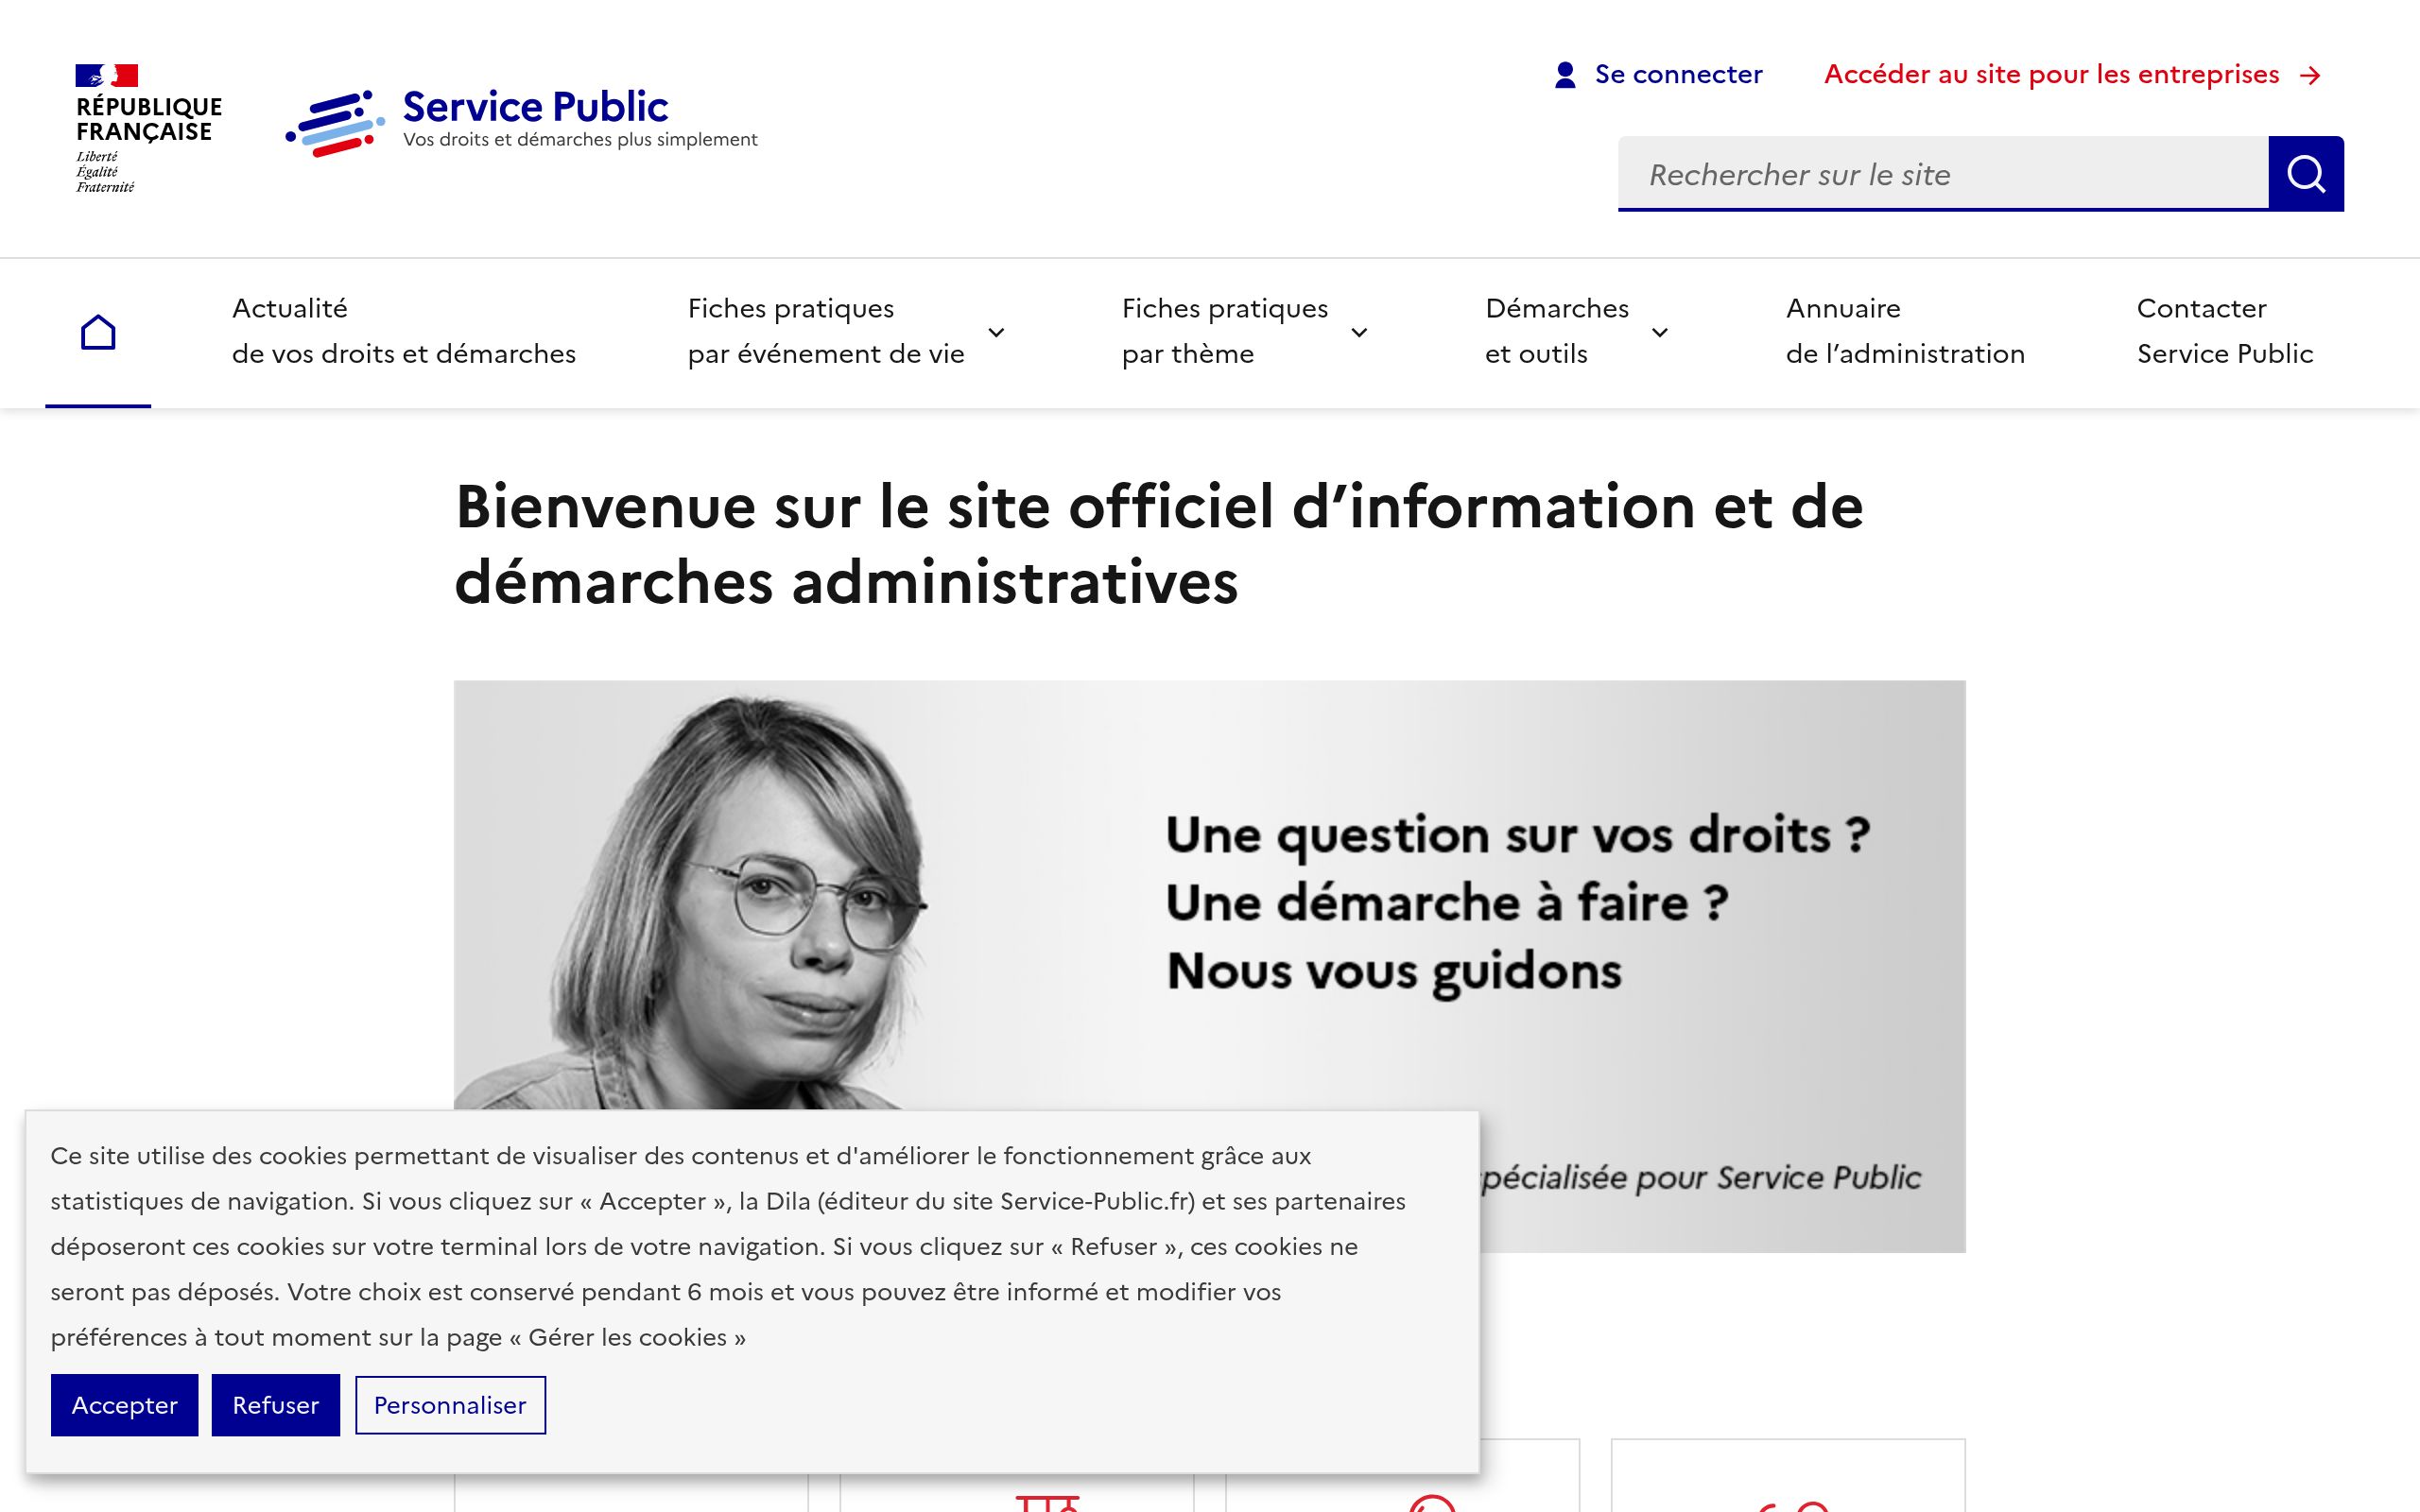 RÉPUBLIQUE
FRANÇAISE
Liberté
Égalité
Fraternité
Service Public
Vos droits et démarches plus simplement
Se connecter
Accéder au site pour les entreprises
Rechercher sur le site
Actualité
de vos droits et démarches
Fiches pratiques
par événement de vie
Fiches pratiques
par thème
Démarches
et outils
Annuaire
de l’administration
Contacter
Service Public
Bienvenue sur le site officiel d’information et de
démarches administratives
Une question sur vos droits ?
Une démarche à faire ?
Nous vous guidons
pour Service Public
Ce site utilise des cookies permettant de visualiser des contenus et d'améliorer le fonctionnement grâce aux
statistiques de navigation. Si vous cliquez sur « Accepter », la Dila (éditeur du site Service-Public.fr) et ses partenaires
déposeront ces cookies sur votre terminal lors de votre navigation. Si vous cliquez sur « Refuser », ces cookies ne
seront pas déposés. Votre choix est conservé pendant 6 mois et vous pouvez être informé et modifier vos
préférences à tout moment sur la page « Gérer les cookies »
Accepter
Refuser
Personnaliser